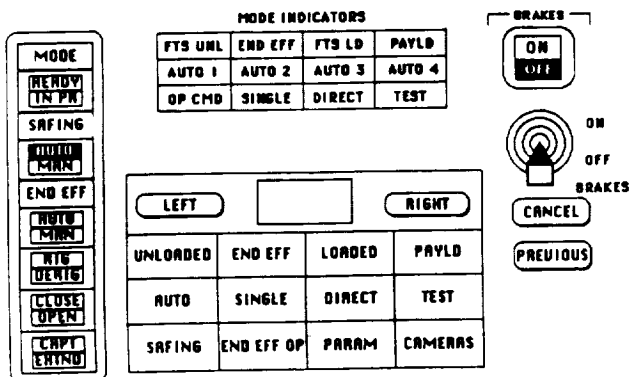 MODE INDICATORS
FTS UNL END EFF FTS LD PAYLD
AUTO 1 AUTO 2 AUTO 3 AUTO 4
OP CMD SINGLE DIRECT TEST
BRAKES
ON
OFF
MODE
READY
IN PR
SAFING
AUTO
MAN
END EFF
AUTO
MAN
RIG
DERIG
CLOSE
OPEN
CAPT
EXTND
LEFT RIGHT
UNLOADED END EFF LOADED PAYLD
AUTO SINGLE DIRECT TEST
SAFING END EFF OP PARAM CAMERAS
ON
OFF
BRAKES
CANCEL
PREVIOUS